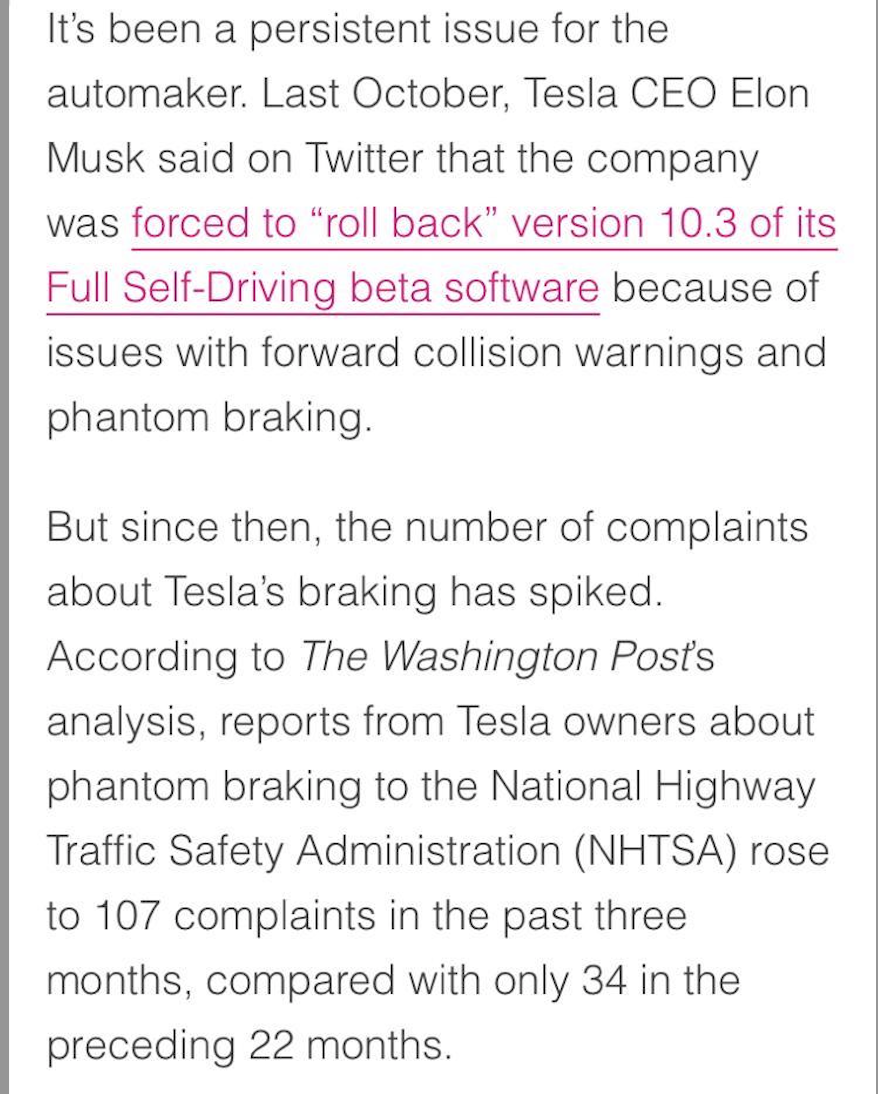 It’s been a persistent issue for the
automaker. Last October, Tesla CEO Elon
Musk said on Twitter that the company
was forced to “roll back” version 10.3 of its
Full Self-Driving beta software because of
issues with forward collision warnings and
phantom braking.
But since then, the number of complaints
about Tesla’s braking has spiked.
According to The Washington Post’s
analysis, reports from Tesla owners about
phantom braking to the National Highway
Traffic Safety Administration (NHTSA) rose
to 107 complaints in the past three
months, compared with only 34 in the
preceding 22 months.